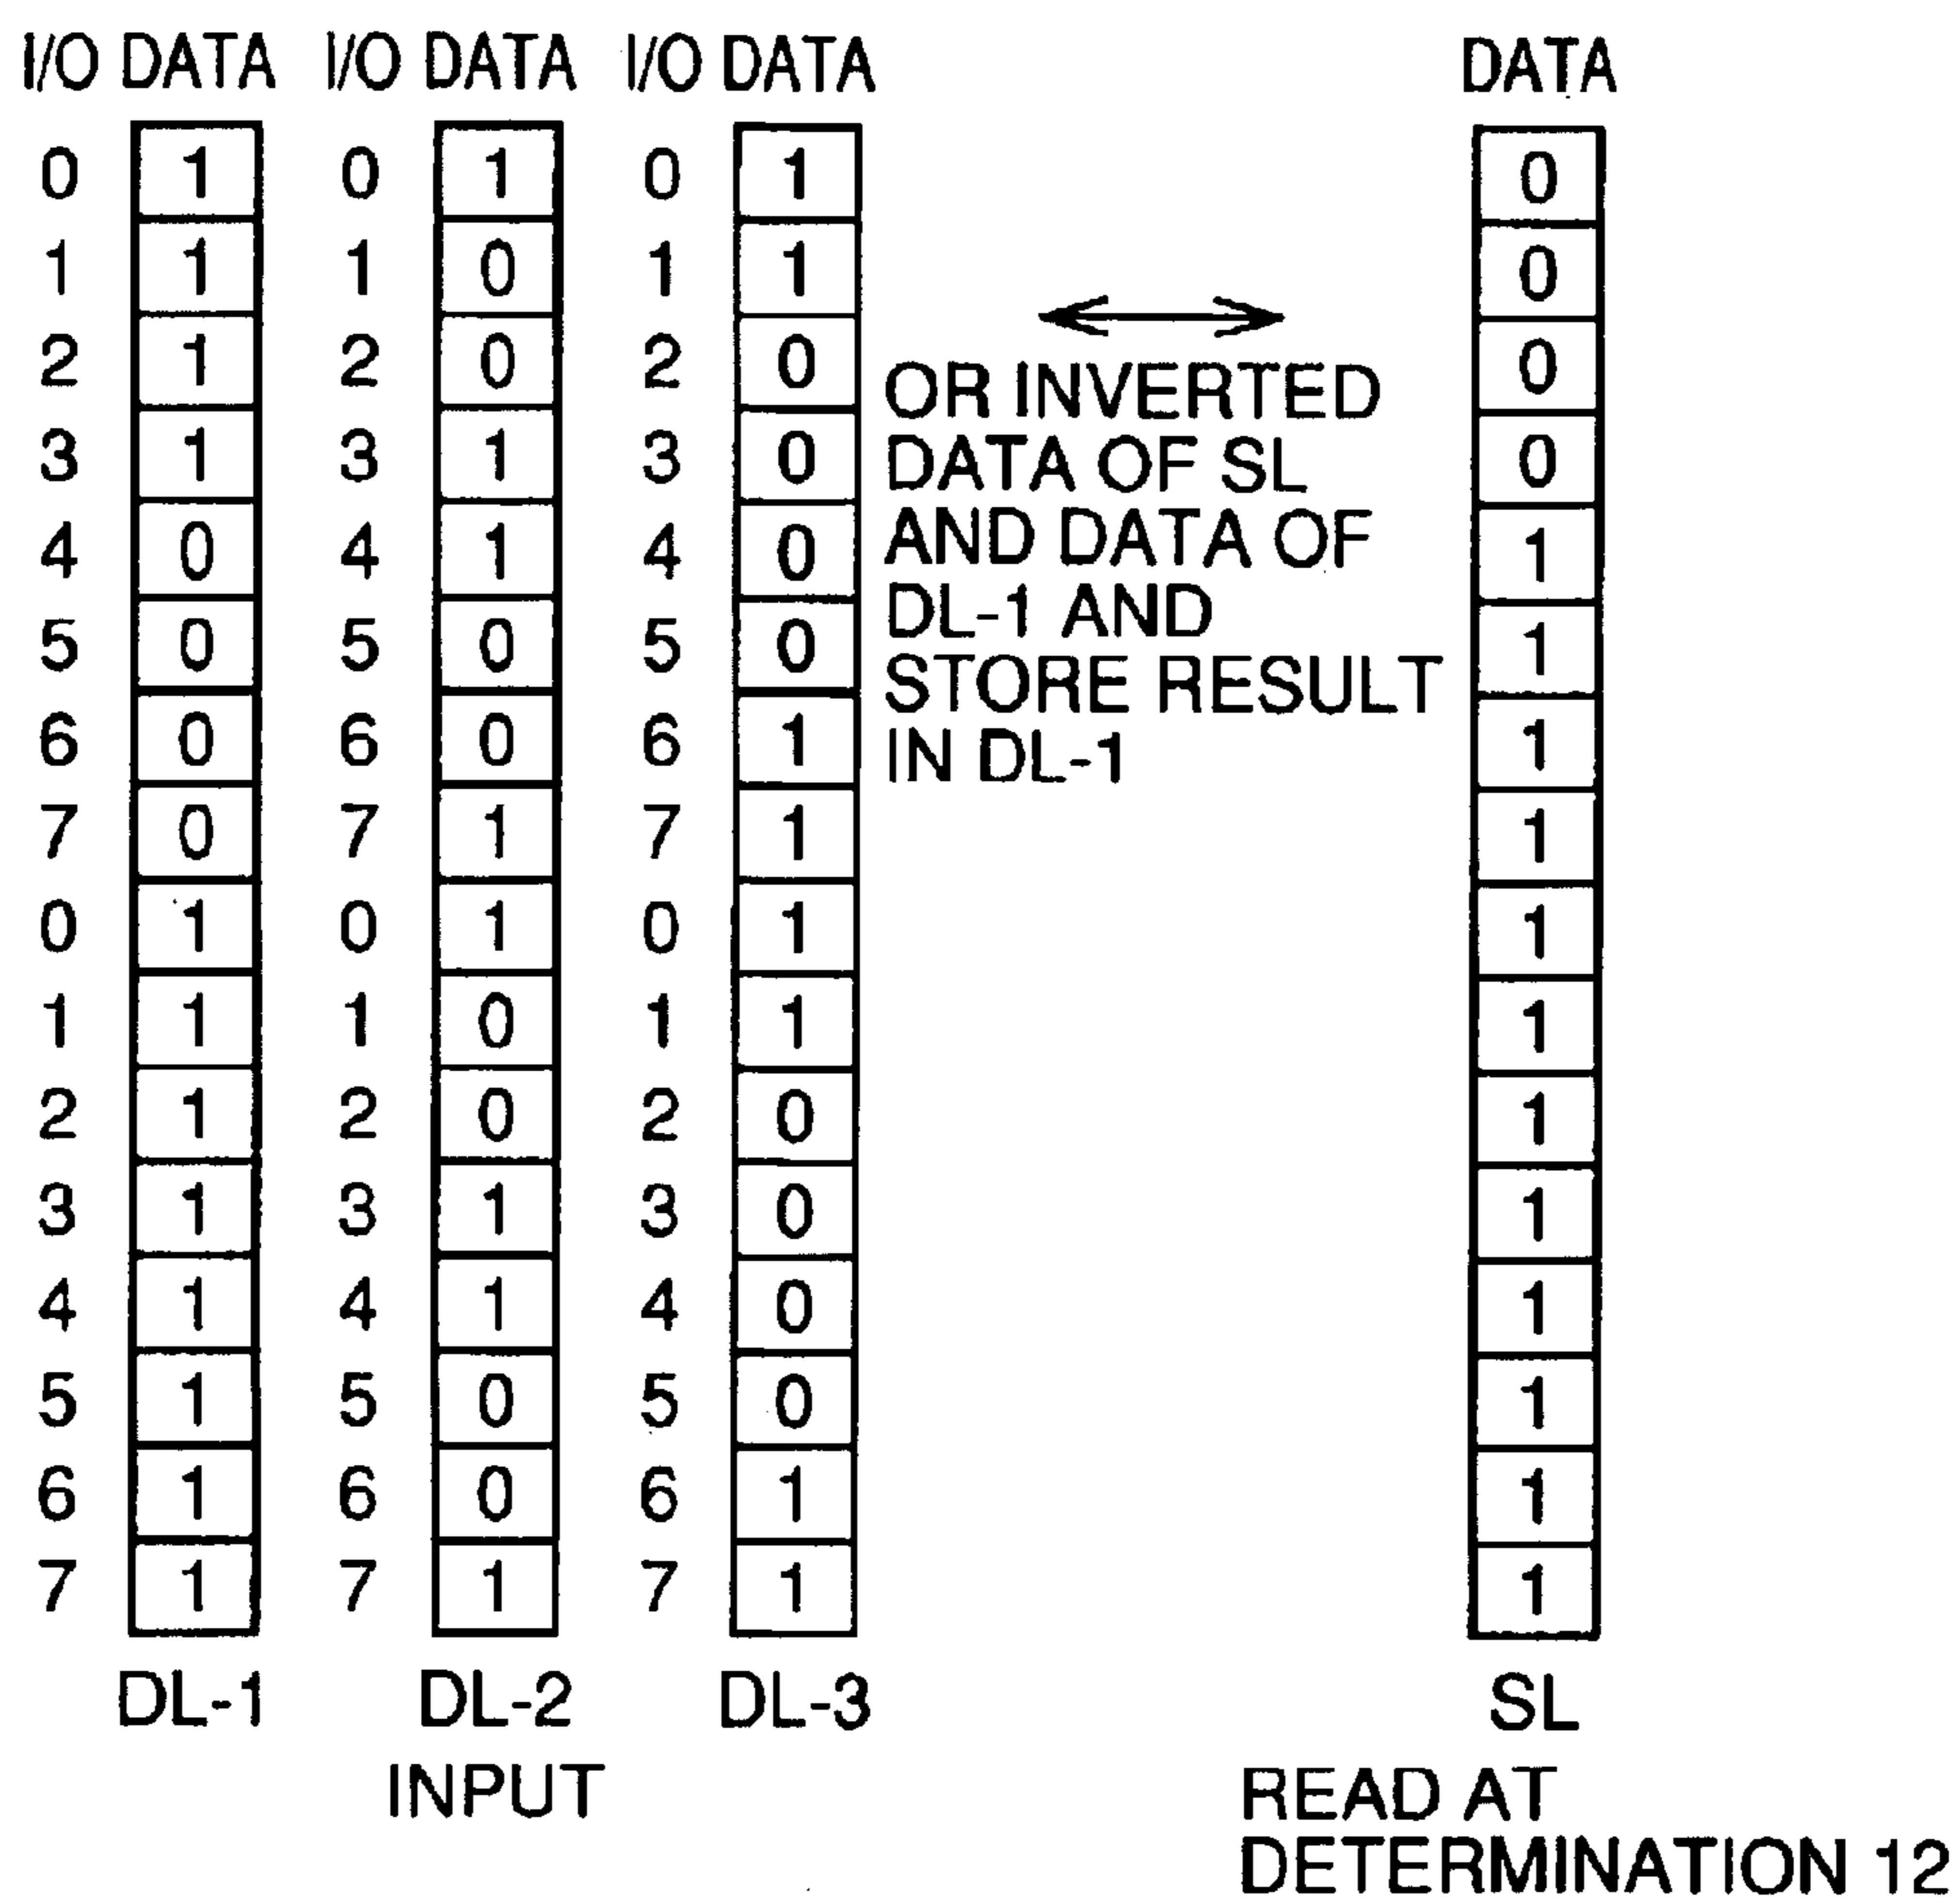 I/O DATA I/O DATA I/O DATA DATA
0 1 0 1 0 1 0
1 1 1 0 1 1 0
2 1 2 0 2 0 0
3 1 3 1 3 0 0
4 0 4 1 4 0 1
5 0 5 0 5 0 1
6 0 6 0 6 1 1
7 0 7 1 7 1 1
0 1 0 1 0 1 1
1 1 1 0 1 1 1
2 1 2 0 2 0 1
3 1 3 1 3 0 1
4 1 4 1 4 0 1
5 1 5 0 5 0 1
6 1 6 0 6 1 1
7 1 7 1 7 1 1
OR INVERTED
DATA OF SL
AND DATA OF
DL-1 AND
STORE RESULT
IN DL-1
DL-1 DL-2 DL-3 SL
INPUT
READ AT
DETERMINATION 12